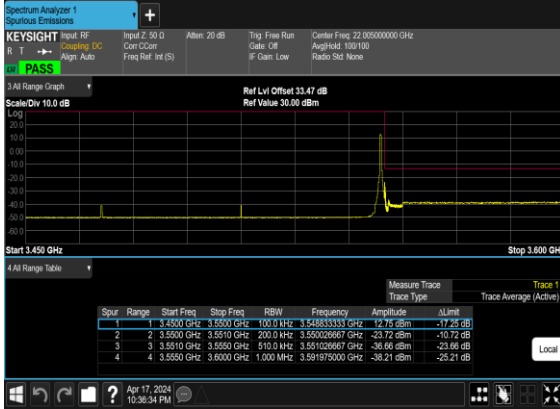 Spectrum Analyzer 1
Spurious Emissions
+
KEYSIGHT Input: RF Input Z: 50 Ω Atten: 20 dB Trig: Free Run Center Freq: 22.005000000 GHz
R T Coupling: DC Corr CCorr Gate: Off Avg|Hold: 100/100
Align: Auto Freq Ref: Int (S) IF Gain: Low Radio Std: None
PASS
3 All Range Graph
Ref Lvl Offset 33.47 dB
Scale/Div 10.0 dB Ref Value 30.00 dBm
Log
20.0
10.0
0.00
-10.0
-20.0
-30.0
-40.0
-50.0
-60.0
Start 3.450 GHz Stop 3.600 GH
4 All Range Table
Measure Trace Trace 1
Trace Type Trace Average (Active)
Spur Range Start Freq Stop Freq RBW Frequency Amplitude ΔLimit
1 1 3.4500 GHz 3.5500 GHz 100.0 kHz 3.548833333 GHz 12.75 dBm -17.25 dB
2 2 3.5500 GHz 3.5510 GHz 200.0 kHz 3.550026667 GHz -23.72 dBm -10.72 dB
3 3 3.5510 GHz 3.5550 GHz 510.0 kHz 3.551026667 GHz -36.66 dBm -23.66 dB
4 4 3.5550 GHz 3.6000 GHz 1.000 MHz 3.591975000 GHz -38.21 dBm -25.21 dB
Local
? Apr 17, 2024
10:36:34 PM